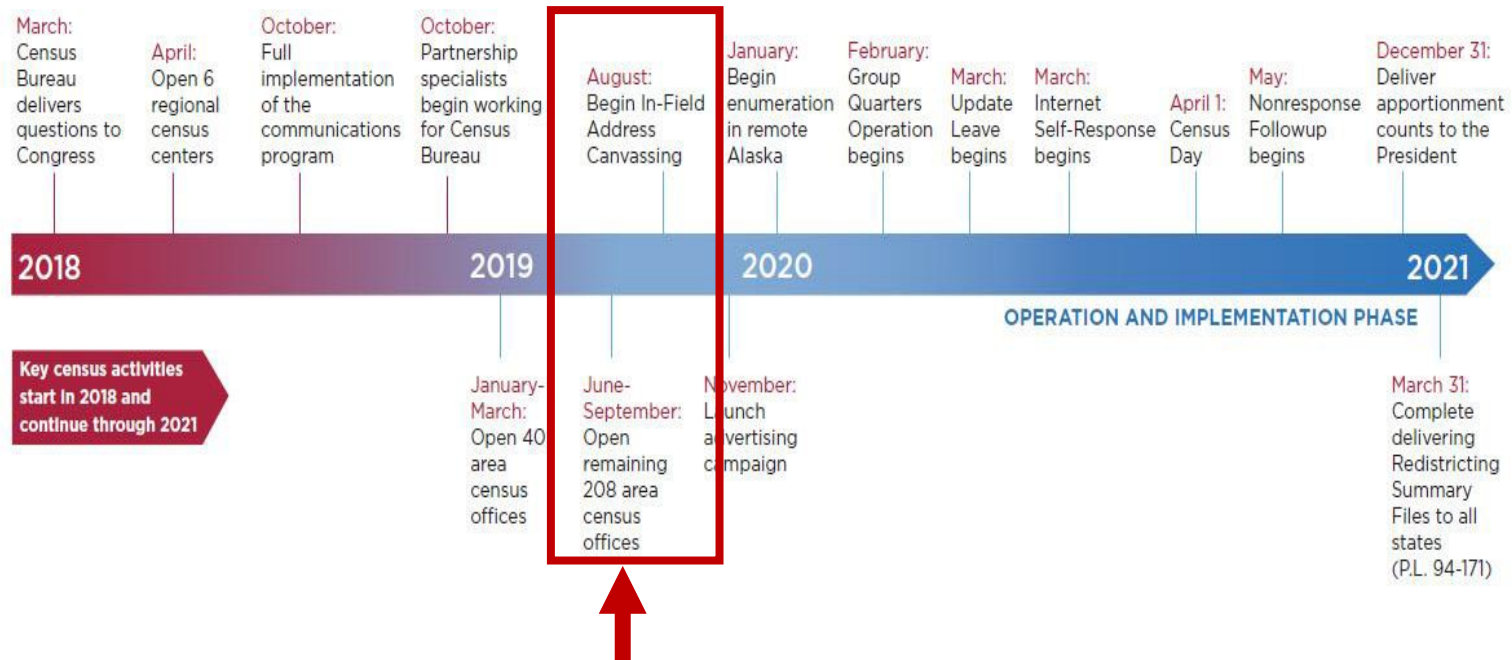 March:
Census
Bureau
delivers
questions to
Congress
April:
Open 6
regional
census
centers
October:
Full
implementation
of the
communications
program
October:
Partnership
specialists
begin working
for Census
Bureau
August:
Begin In-Field
Address
Canvassing
January:
Begin
enumeration
in remote
Alaska
February:
Group
Quarters
Operation
begins
March:
Update
Leave
begins
March:
Internet
Self-Response
begins
April 1:
Census
Day
May:
Nonresponse
Followup
begins
December 31:
Deliver
apportionment
counts to the
President
2018
2019
2020
2021
OPERATION AND IMPLEMENTATION PHASE
Key census activities
start in 2018 and
continue through 2021
January-
March:
Open 40
area
census
offices
June-
September:
Open
remaining
208 area
census
offices
November:
Launch
advertising
campaign
March 31:
Complete
delivering
Redistricting
Summary
Files to all
states
(P.L. 94-171)